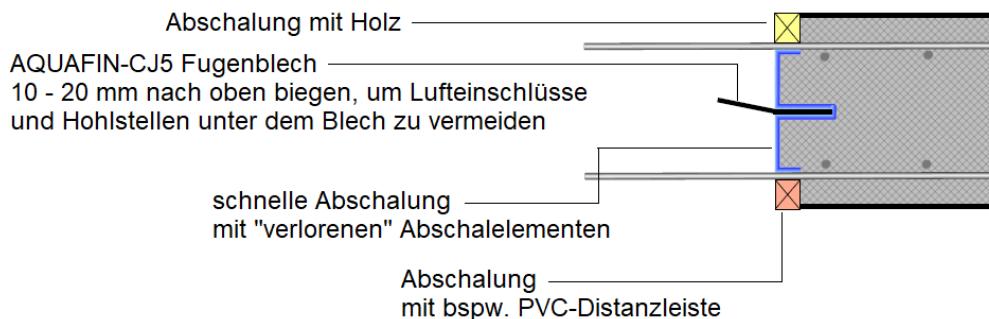 Abschalung mit Holz
AQUAFIN-CJ5 Fugenblech
10 - 20 mm nach oben biegen, um Lufteinschlüsse
und Hohlstellen unter dem Blech zu vermeiden
schnelle Abschalung
mit "verlorenen" Abschalelementen
Abschalung
mit bspw. PVC-Distanzleiste